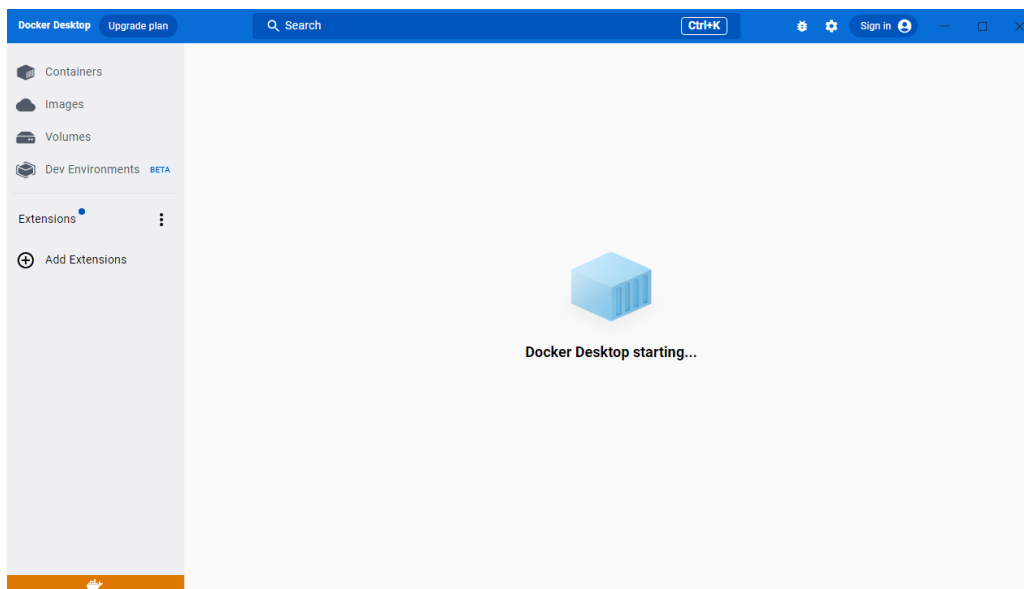 Docker Desktop Upgrade plan Search Ctrl+K Sign in
Containers
Images
Volumes
Dev Environments BETA
Extensions
Add Extensions
Docker Desktop starting...